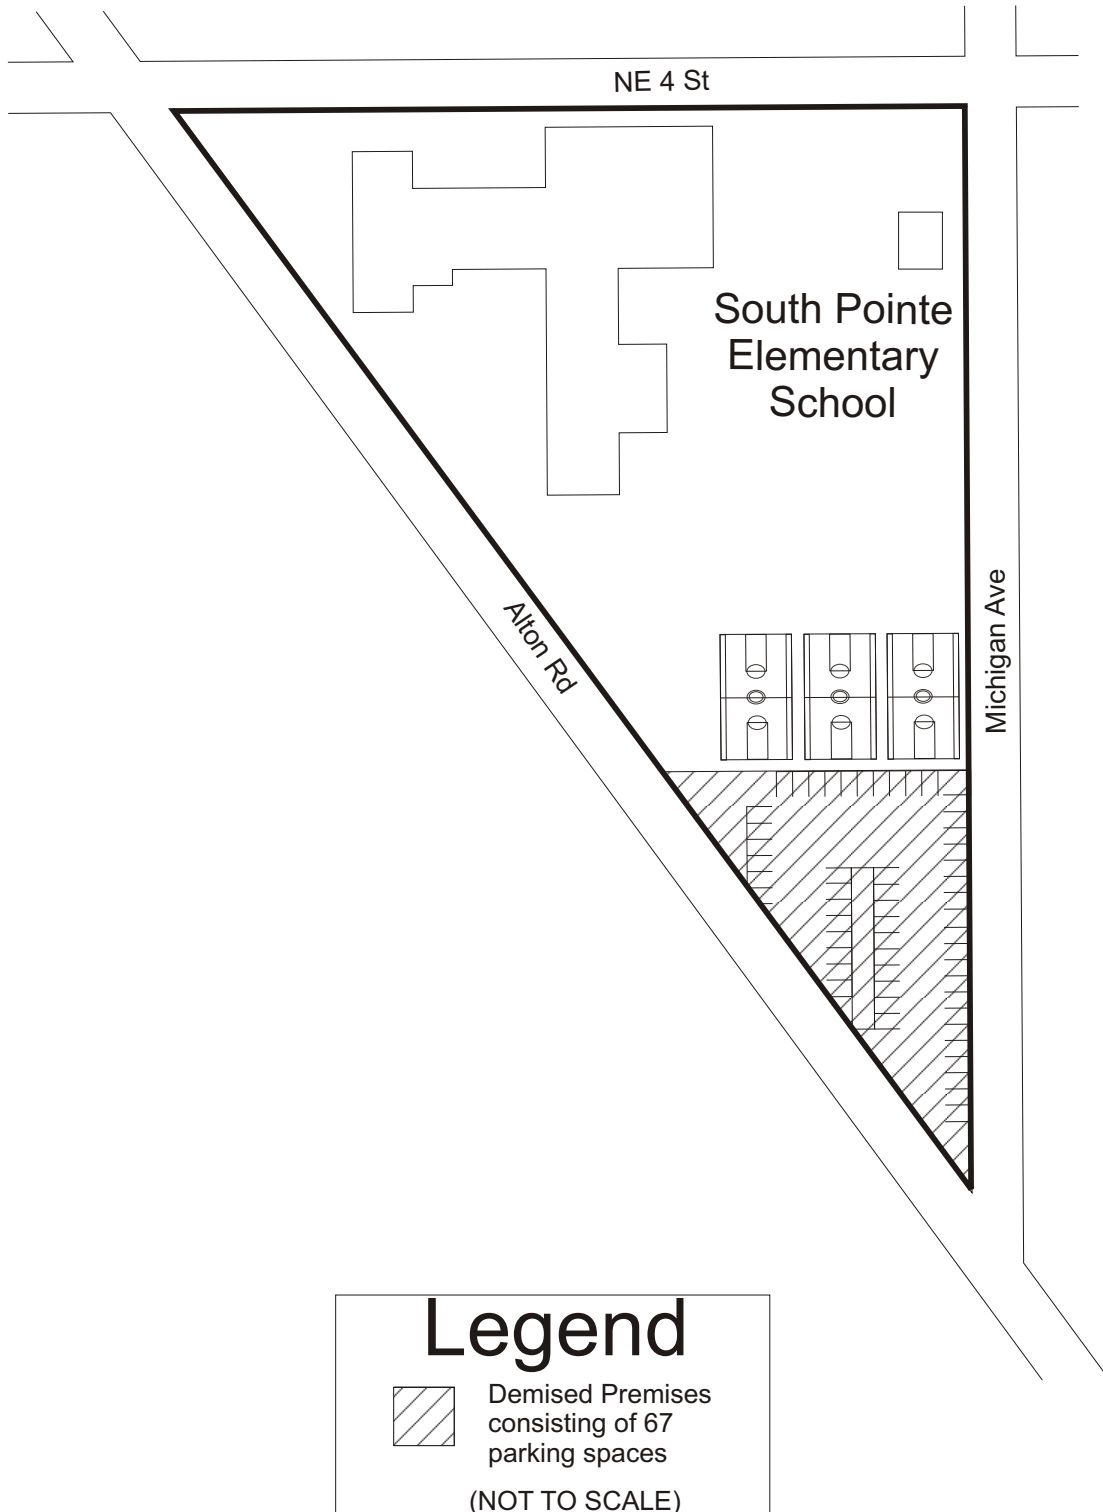 NE 4 St
South Pointe
Elementary
School
Michigan Ave
Alton Rd
Legend
Demised Premises
consisting of 67
parking spaces
(NOT TO SCALE)